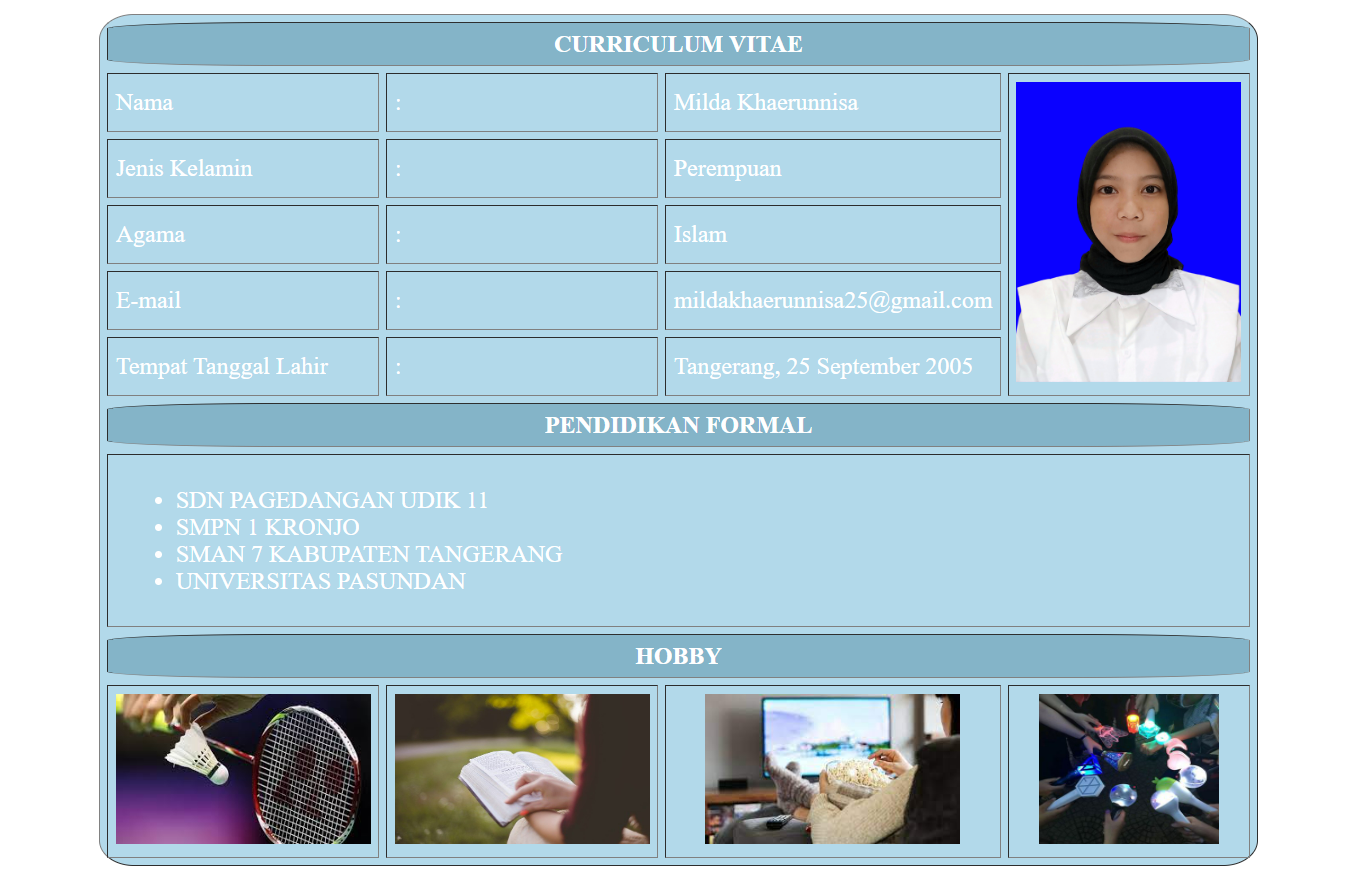 CURRICULUM VITAE
Nama : Milda Khaerunnisa
Jenis Kelamin : Perempuan
Agama : Islam
E-mail : mildakhaerunnisa25@gmail.com
Tempat Tanggal Lahir : Tangerang, 25 September 2005
PENDIDIKAN FORMAL
• SDN PAGEDANGAN UDIK 11
• SMPN 1 KRONJO
• SMAN 7 KABUPATEN TANGERANG
• UNIVERSITAS PASUNDAN
HOBBY